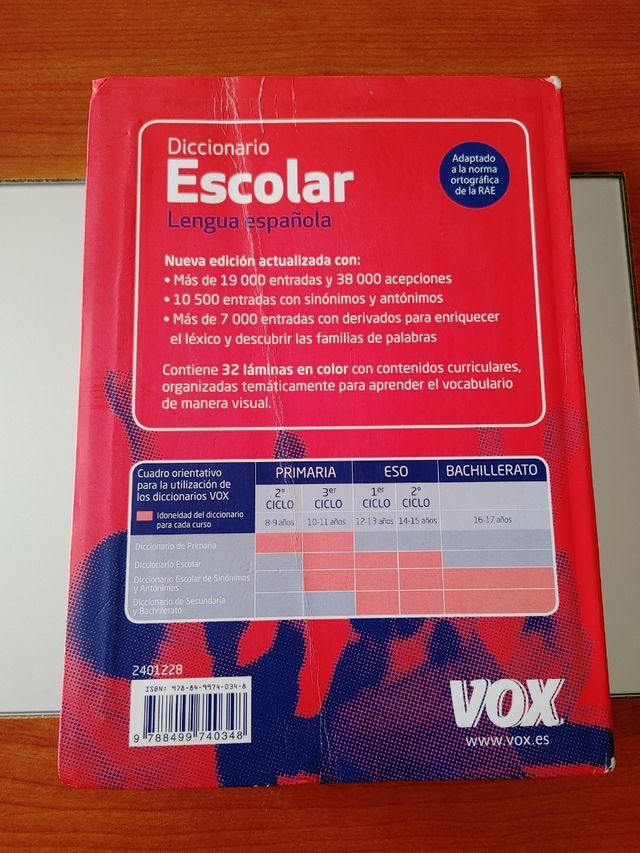 Diccionario
Escolar
Lengua española
Adaptado
a la norma
ortográfica
de la RAE
Nueva edición actualizada con:
• Más de 19 000 entradas y 38 000 acepciones
• 10 500 entradas con sinónimos y antónimos
• Más de 7 000 entradas con derivados para enriquecer
el léxico y descubrir las familias de palabras
Contiene 32 láminas en color con contenidos curriculares,
organizadas temáticamente para aprender el vocabulario
de manera visual.
Cuadro orientativo
para la utilización de
los diccionarios VOX
Idoneidad del diccionario
para cada curso
PRIMARIA ESO BACHILLERATO
2º CICLO 3er CICLO 1er CICLO 2º CICLO
8-9 años 10-11 años 12-13 años 14-15 años 16-17 años
Diccionario de Primaria
Diccionario Escolar
Diccionario Escolar de Sinónimos
y Antónimos
Diccionario de Secundaria
y Bachillerato
2401228
ISBN: 978-84-9974-034-8
9 788499 740348
VOX
www.vox.es